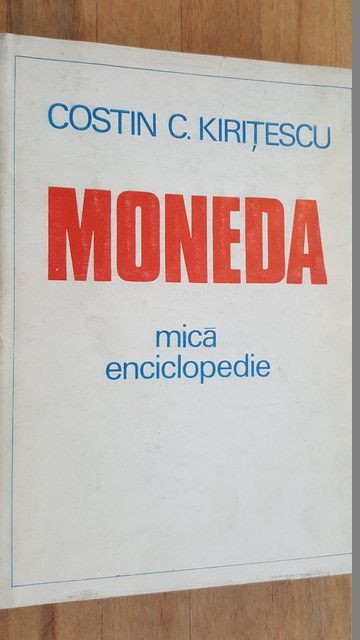 COSTIN C. KIRIȚESCU
MONEDA
mică
enciclopedie